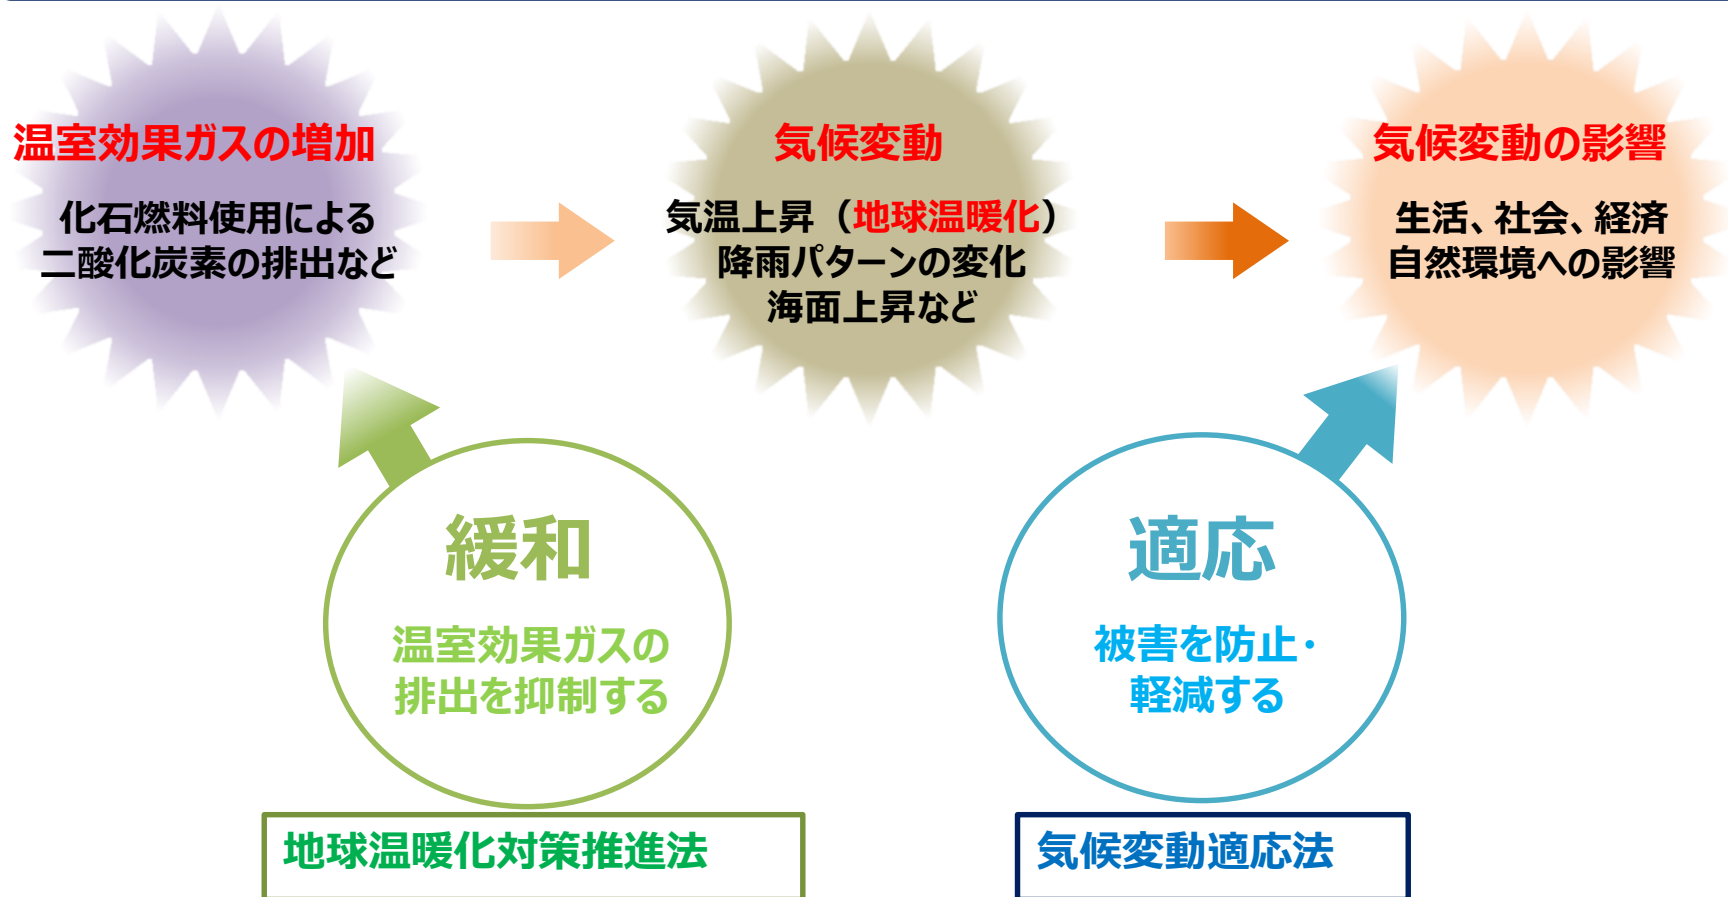 温室効果ガスの増加
化石燃料使用による
二酸化炭素の排出など
気候変動
気温上昇（地球温暖化）
降雨パターンの変化
海面上昇など
気候変動の影響
生活、社会、経済
自然環境への影響
緩和
温室効果ガスの
排出を抑制する
地球温暖化対策推進法
適応
被害を防止・
軽減する
気候変動適応法